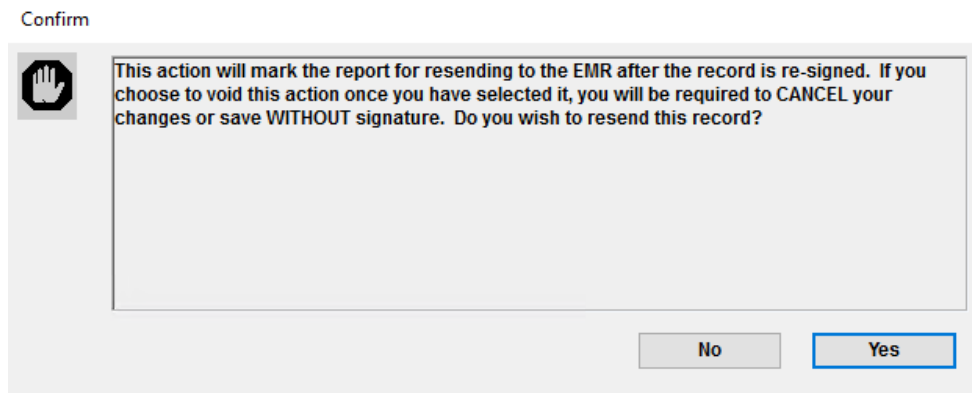 Confirm
This action will mark the report for resending to the EMR after the record is re-signed.  If you
choose to void this action once you have selected it, you will be required to CANCEL your
changes or save WITHOUT signature.  Do you wish to resend this record?
No
Yes